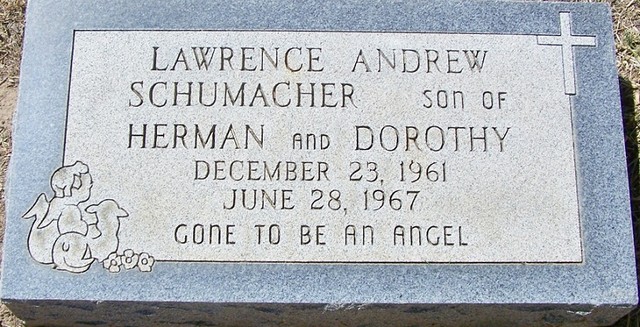 LAWRENCE ANDREW
SCHUMACHER SON OF
HERMAN AND DOROTHY
DECEMBER 23, 1961
JUNE 28, 1967
GONE TO BE AN ANGEL